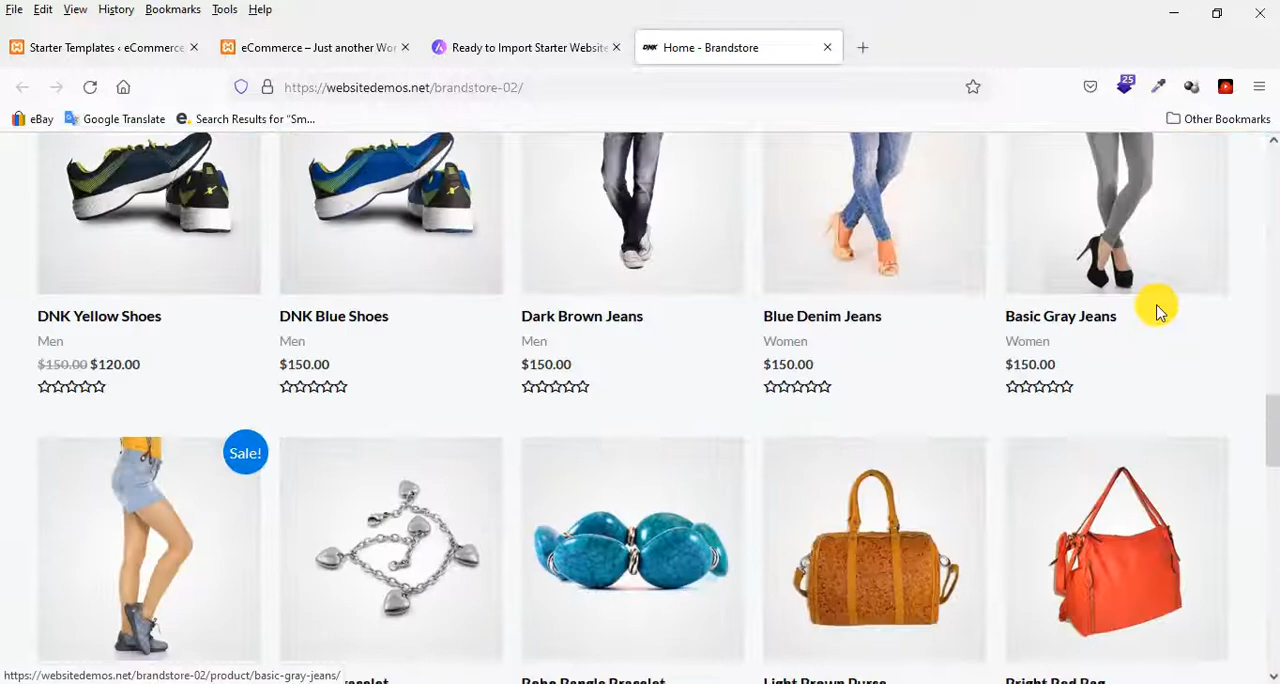 File Edit View History Bookmarks Tools Help
Starter Templates ‹ eCommerce
eCommerce – Just another Wor
Ready to Import Starter Website
DNK Home - Brandstore
https://websitedemos.net/brandstore-02/
25
eBay Google Translate Search Results for "Sm... Other Bookmarks
DNK Yellow Shoes
Men
$150.00 $120.00
DNK Blue Shoes
Men
$150.00
Dark Brown Jeans
Men
$150.00
Blue Denim Jeans
Women
$150.00
Basic Gray Jeans
Women
$150.00
Sale!
https://websitedemos.net/brandstore-02/product/basic-gray-jeans/
Boho Bangle Bracelet
Light Brown Purse
Bright Red Bag